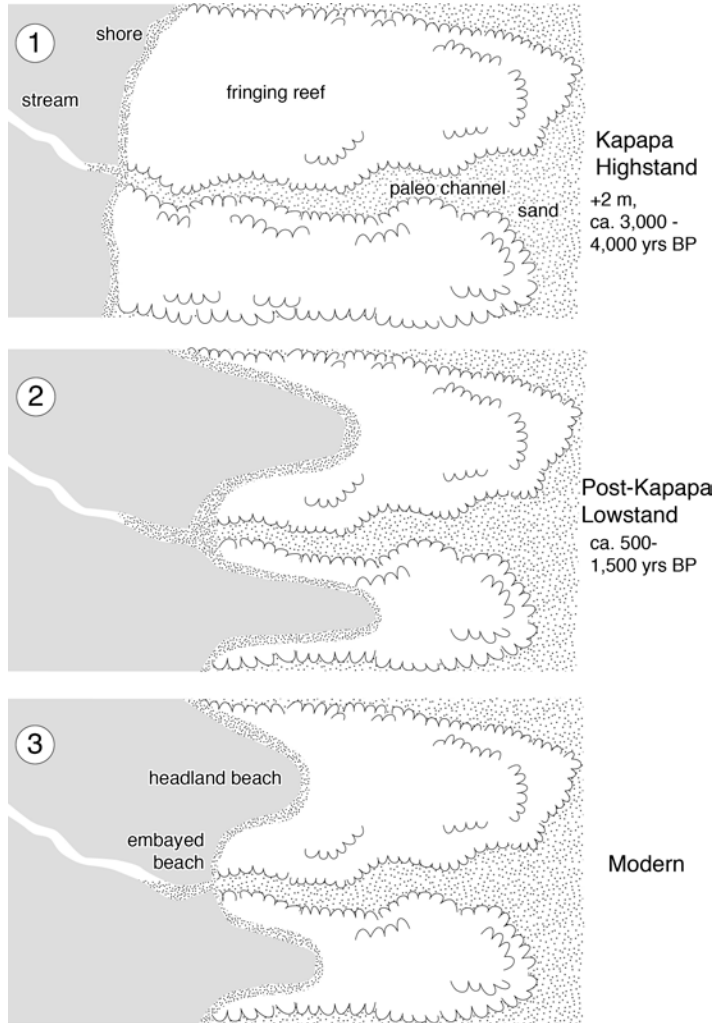 1
shore
stream
fringing reef
paleo channel
sand
Kapapa
Highstand
+2 m,
ca. 3,000 -
4,000 yrs BP
2
Post-Kapapa
Lowstand
ca. 500-
1,500 yrs BP
3
headland beach
embayed
beach
Modern